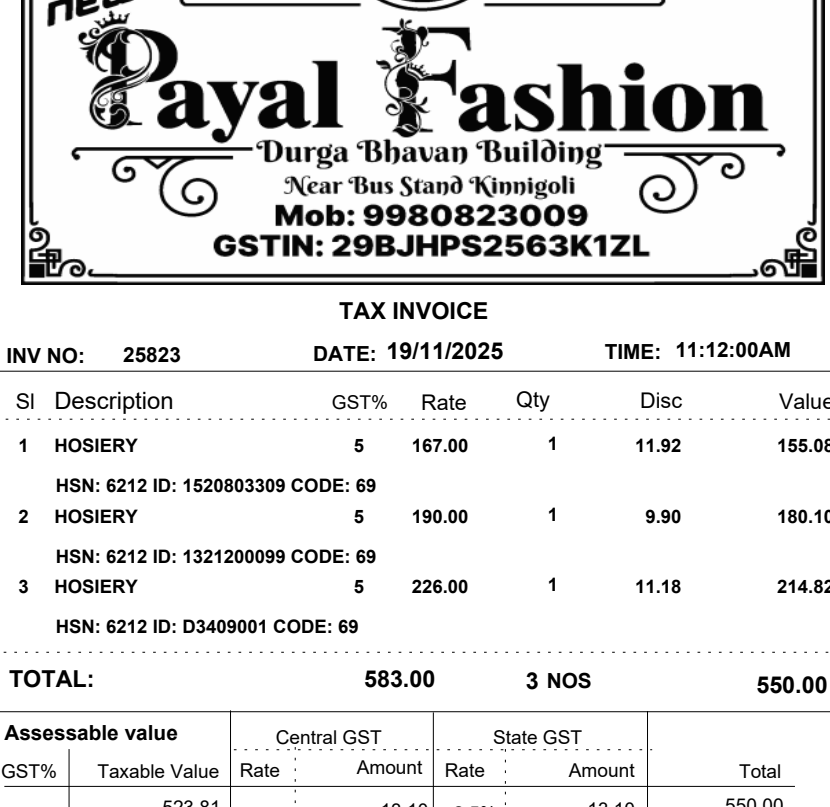 new
Payal Fashion
Durga Bhavan Building
Near Bus Stand Kinnigoli
Mob: 9980823009
GSTIN: 29BJHPS2563K1ZL
TAX INVOICE
INV NO: 25823 DATE: 19/11/2025 TIME: 11:12:00AM
Sl Description GST% Rate Qty Disc Value
1 HOSIERY 5 167.00 1 11.92 155.08
HSN: 6212 ID: 1520803309 CODE: 69
2 HOSIERY 5 190.00 1 9.90 180.10
HSN: 6212 ID: 1321200099 CODE: 69
3 HOSIERY 5 226.00 1 11.18 214.82
HSN: 6212 ID: D3409001 CODE: 69
TOTAL: 583.00 3 NOS 550.00
Assessable value Central GST State GST
GST% Taxable Value Rate Amount Rate Amount Total
523.81 550.00